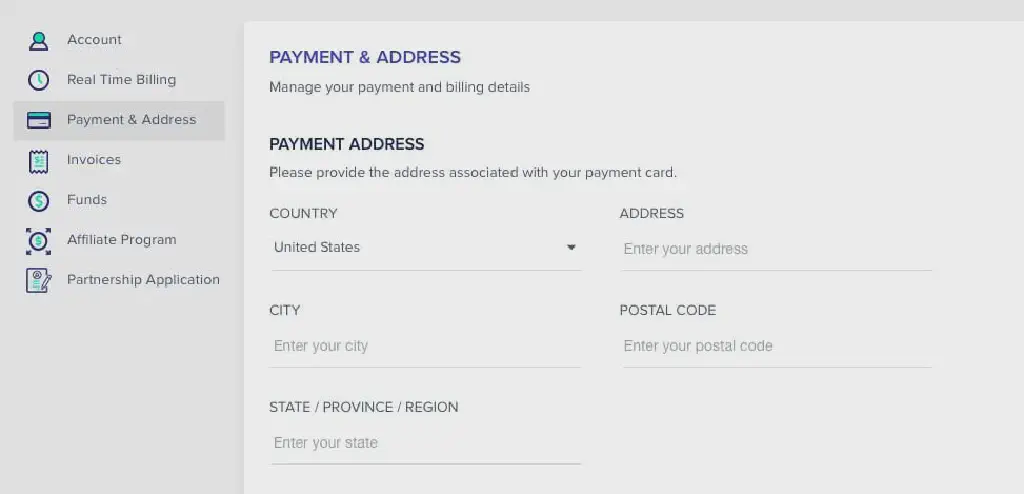 Account
Real Time Billing
Payment & Address
Invoices
Funds
Affiliate Program
Partnership Application
PAYMENT & ADDRESS
Manage your payment and billing details
PAYMENT ADDRESS
Please provide the address associated with your payment card.
COUNTRY
United States
ADDRESS
Enter your address
CITY
Enter your city
POSTAL CODE
Enter your postal code
STATE / PROVINCE / REGION
Enter your state